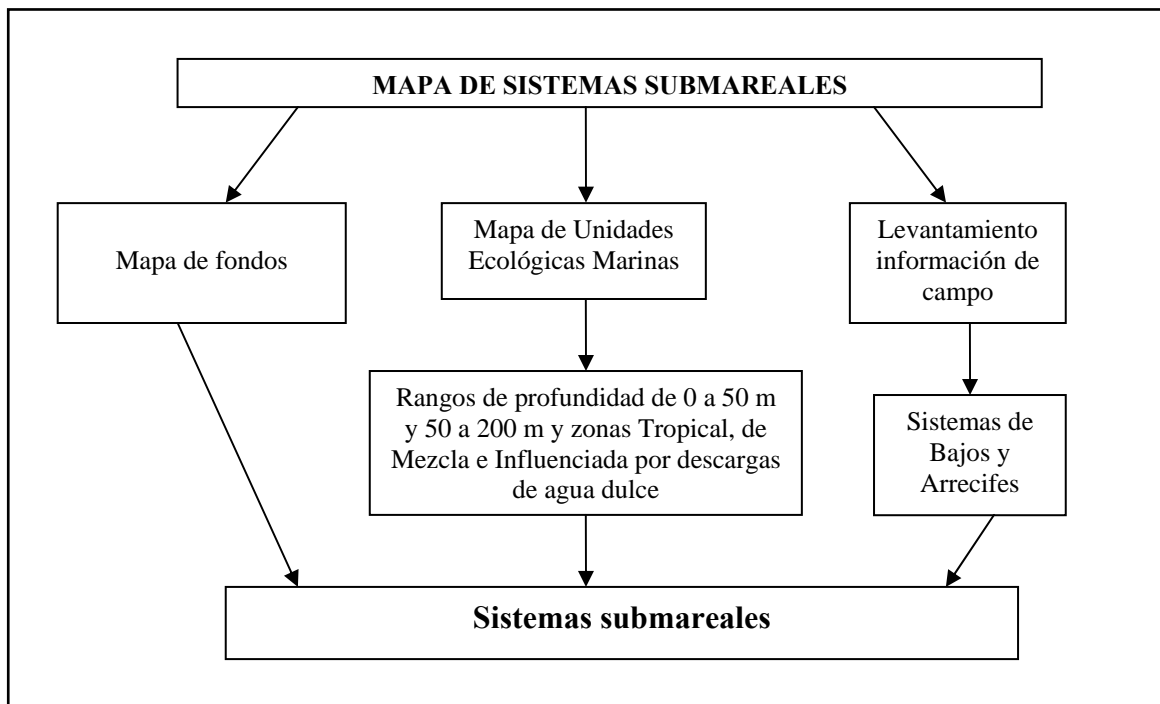 MAPA DE SISTEMAS SUBMAREALES
Mapa de fondos
Mapa de Unidades
Ecológicas Marinas
Levantamiento
información de
campo
Rangos de profundidad de 0 a 50 m
y 50 a 200 m y zonas Tropical, de
Mezcla e Influenciada por descargas
de agua dulce
Sistemas de
Bajos y
Arrecifes
Sistemas submareales